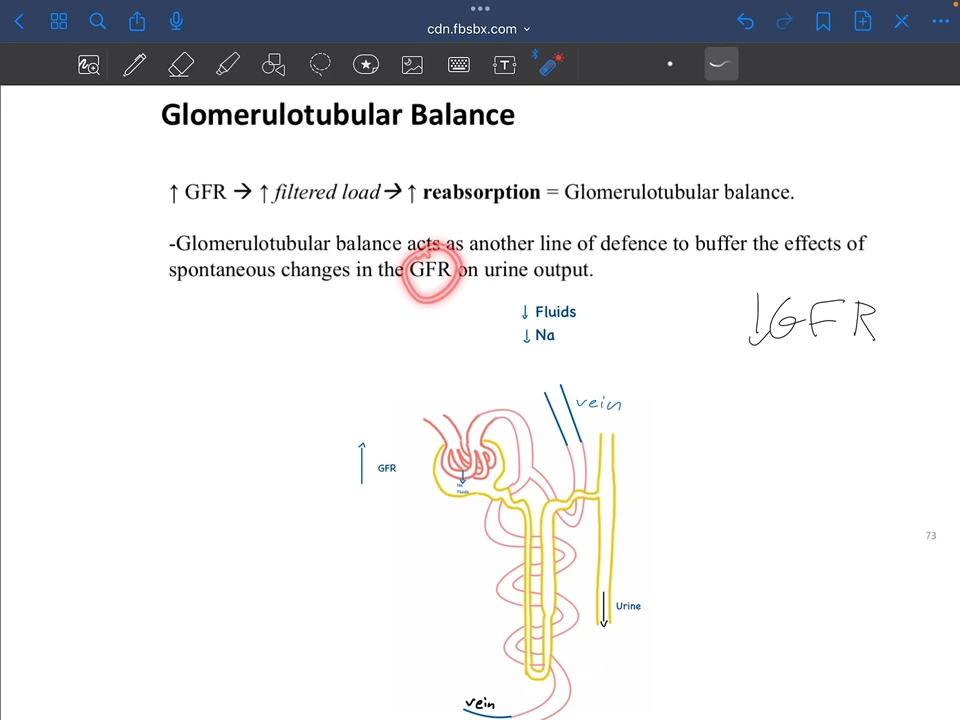 cdn.fbsbx.com
T
Glomerulotubular Balance
↑ GFR → ↑ filtered load → ↑ reabsorption = Glomerulotubular balance.
-Glomerulotubular balance acts as another line of defence to buffer the effects of
spontaneous changes in the GFR on urine output.
↓ Fluids
↓ Na
↓GFR
vein
↑ GFR
Na
Fluids
73
Urine
vein